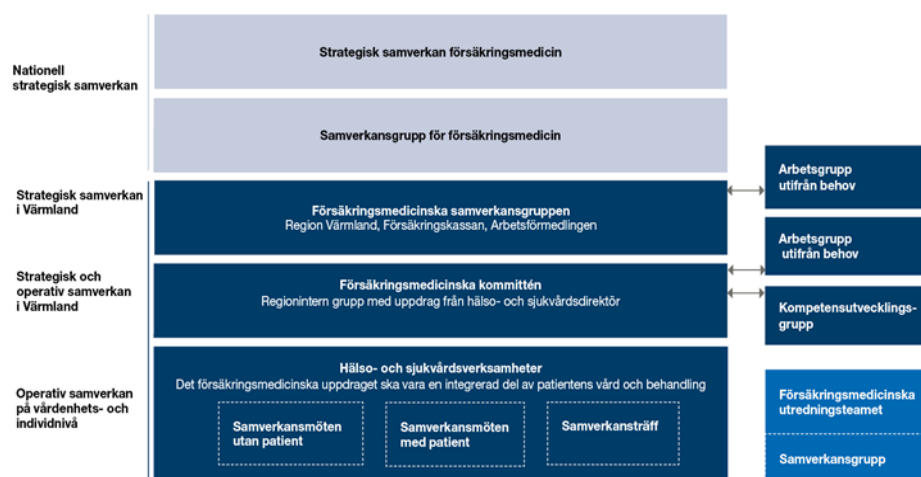 Nationell
strategisk samverkan
Strategisk samverkan försäkringsmedicin
Samverkansgrupp för försäkringsmedicin
Strategisk samverkan
i Värmland
Försäkringsmedicinska samverkansgruppen
Region Värmland, Försäkringskassan, Arbetsförmedlingen
Arbetsgrupp
utifrån behov
Strategisk och
operativ samverkan
i Värmland
Försäkringsmedicinska kommittén
Regionintern grupp med uppdrag från hälso- och sjukvårdsdirektör
Arbetsgrupp
utifrån behov
Kompetensutvecklings-
grupp
Operativ samverkan
på vårdenhets- och
individnivå
Hälso- och sjukvårdsverksamheter
Det försäkringsmedicinska uppdraget ska vara en integrerad del av patientens vård och behandling
Samverkansmöten
utan patient
Samverkansmöten
med patient
Samverkansträff
Försäkringsmedicinska
utredningsteamet
Samverkansgrupp